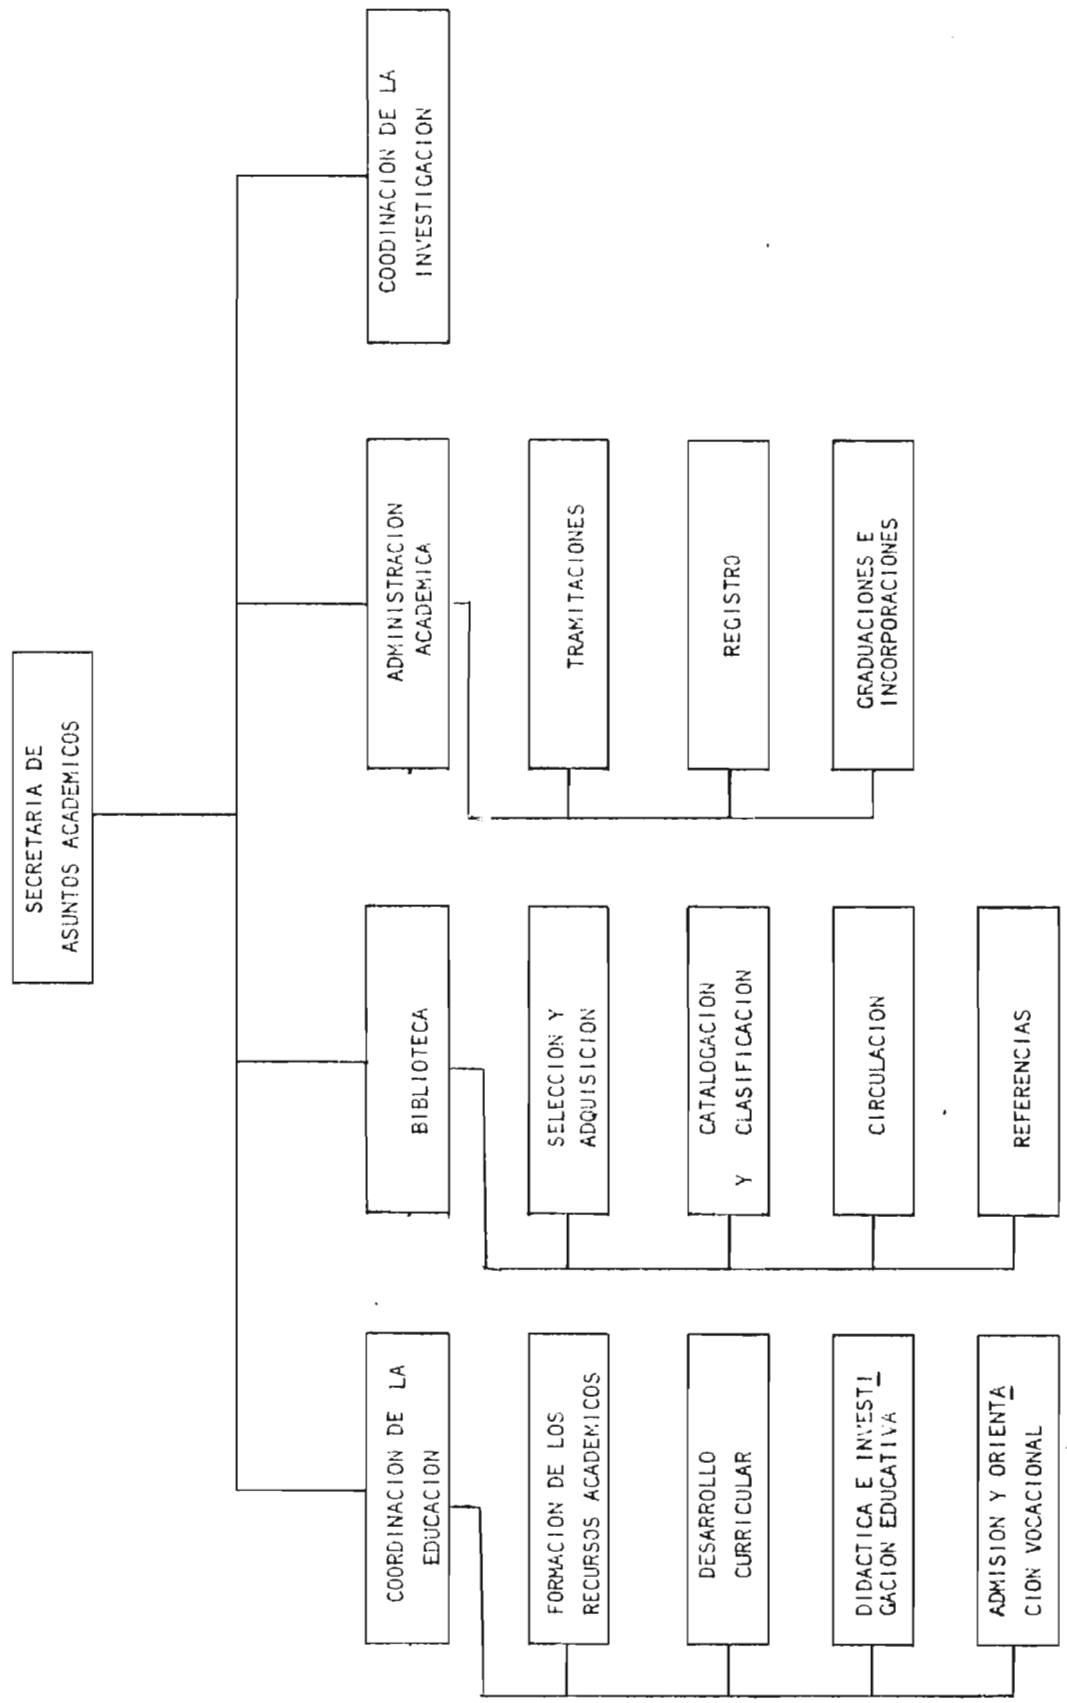 SECRETARIA DE
ASUNTOS ACADEMICOS
COORDINACION DE LA
EDUCACION
BIBLIOTECA
ADMINISTRACION
ACADEMICA
COODINACION DE LA
INVESTIGACION
FORMACION DE LOS
RECURSOS ACADEMICOS
SELECCION Y
ADQUISICION
TRAMITACIONES
DESARROLLO
CURRICULAR
CATALOGACION
Y CLASIFICACION
REGISTRO
DIDACTICA E INVESTI
GACION EDUCATIVA
CIRCULACION
GRADUACIONES E
INCORPORACIONES
ADMISION Y ORIENTA
CION VOCACIONAL
REFERENCIAS